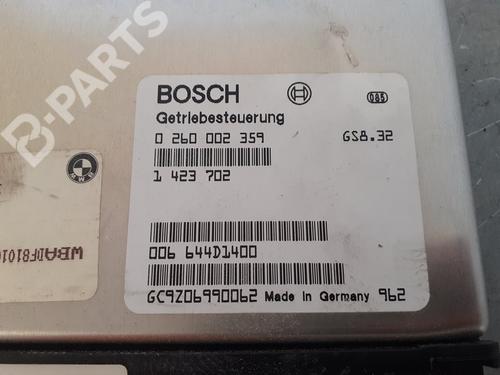 B-PARTS
BOSCH
085
Getriebesteuerung
0 260 002 359 GS8.32
1 423 702
BMW
006 644D1400
GC9Z06990062 Made in Germany 962